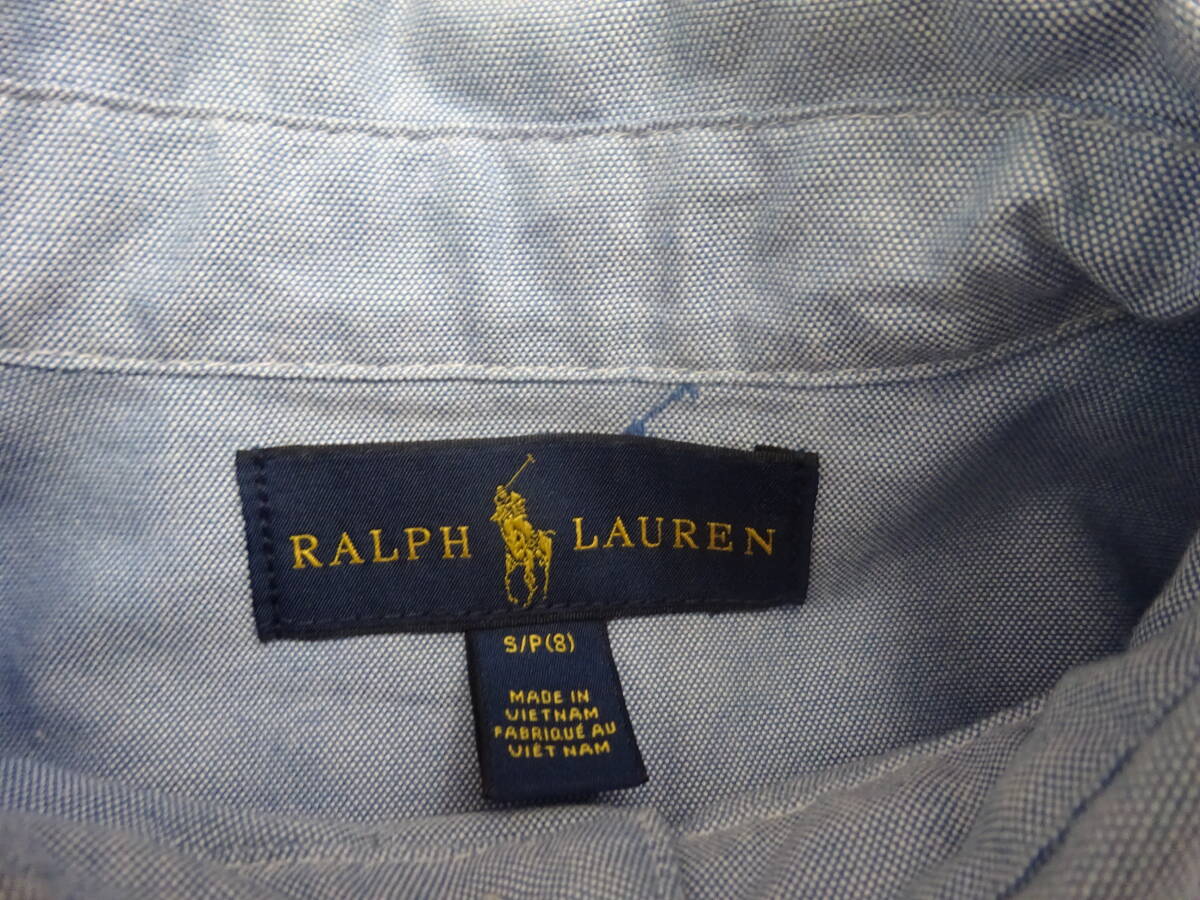 RALPH LAUREN
S/P(8)
MADE IN
VIETNAM
FABRIQUÉ AU
VIÊT NAM